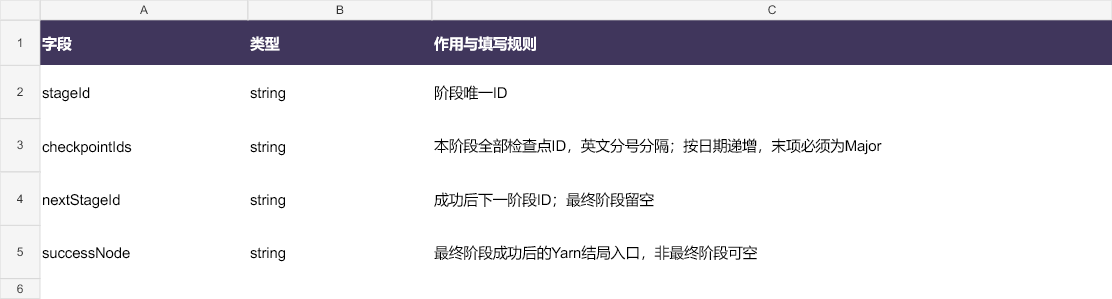 A B C
1 字段 类型 作用与填写规则
2 stageId string 阶段唯一ID
3 checkpointIds string 本阶段全部检查点ID，英文分号分隔；按日期递增，末项必须为Major
4 nextStageId string 成功后下一阶段ID；最终阶段留空
5 successNode string 最终阶段成功后的Yarn结局入口，非最终阶段可空
6